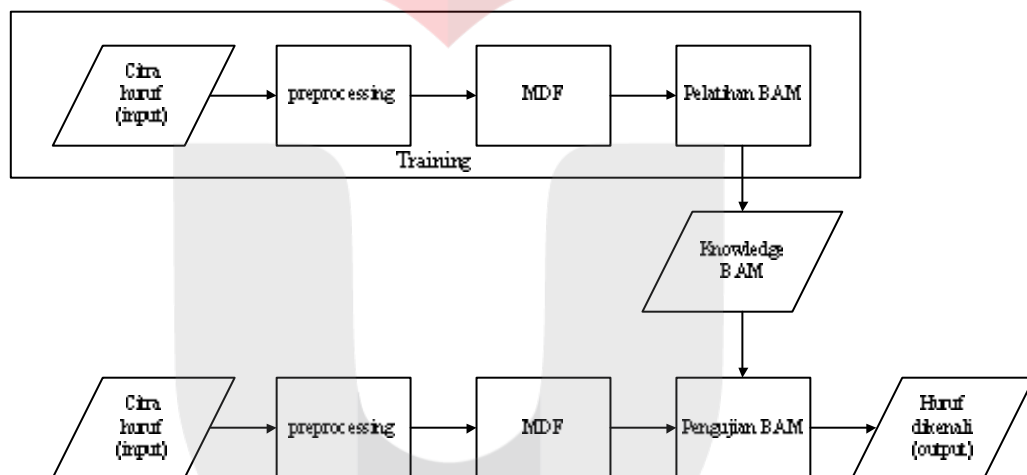 Citra
huruf
(input)
preprocessing
MDF
Pelatihan BAM
Training
Knowledge
BAM
Citra
huruf
(input)
preprocessing
MDF
Pengujian BAM
Huruf
dikenali
(output)